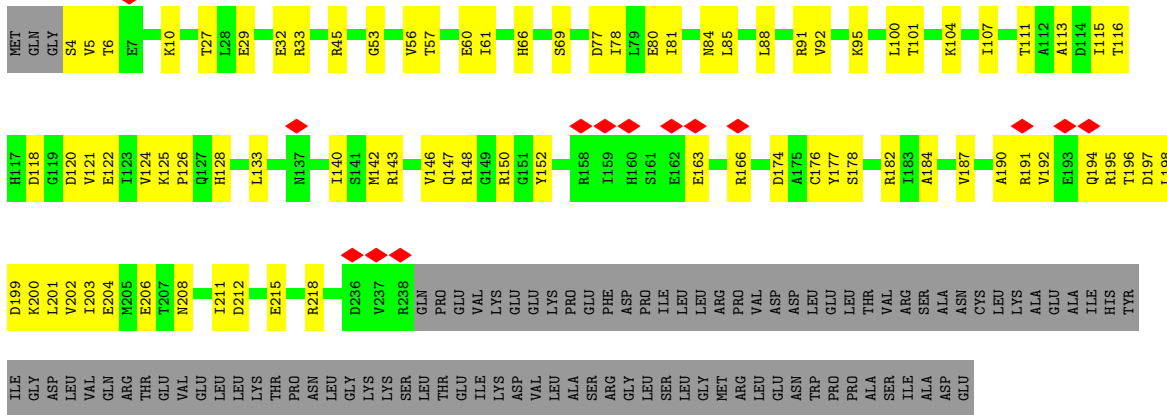 MET GLN GLY S4 V5 T6 E7 K10 T27 L28 E29 E32 R33 R45 G53 V56 T57 E60 I61 H66 S69 D77 I78 L79 E80 I81 N84 L85 L88 R91 V92 K95 L100 T101 K104 I107 T111 A112 A113 D114 I115 T116
H117 D118 G119 D120 V121 E122 I123 V124 K125 P126 Q127 H128 L133 N137 I140 S141 M142 R143 V146 Q147 R148 G149 R150 G151 Y152 R158 I159 H160 S161 E162 E163 R166 D174 A175 C176 Y177 S178 R182 I183 A184 V187 A190 R191 V192 E193 Q194 R195 T196 D197 L198
D199 K200 L201 V202 I203 E204 M205 E206 T207 N208 I211 D212 E215 R218 D236 V237 R238 GLN PRO GLU VAL LYS GLU GLU LYS PRO GLU PHE ASP PRO ILE LEU LEU ARG PRO VAL ASP ASP LEU GLU LEU THR VAL ARG SER ALA ALA ASN CYS LEU LYS ALA GLU ALA ILE HIS TYR
ILE GLY ASP LEU VAL GLN ARG THR GLU VAL GLU LEU LEU LYS THR PRO ASN LEU GLY LYS LYS SER LEU THR GLU ILE LYS ASP VAL LEU ALA SER ARG GLY LEU SER LEU GLY MET ARG LEU GLU ASN TRP PRO PRO ALA SER ILE ALA ASP GLU